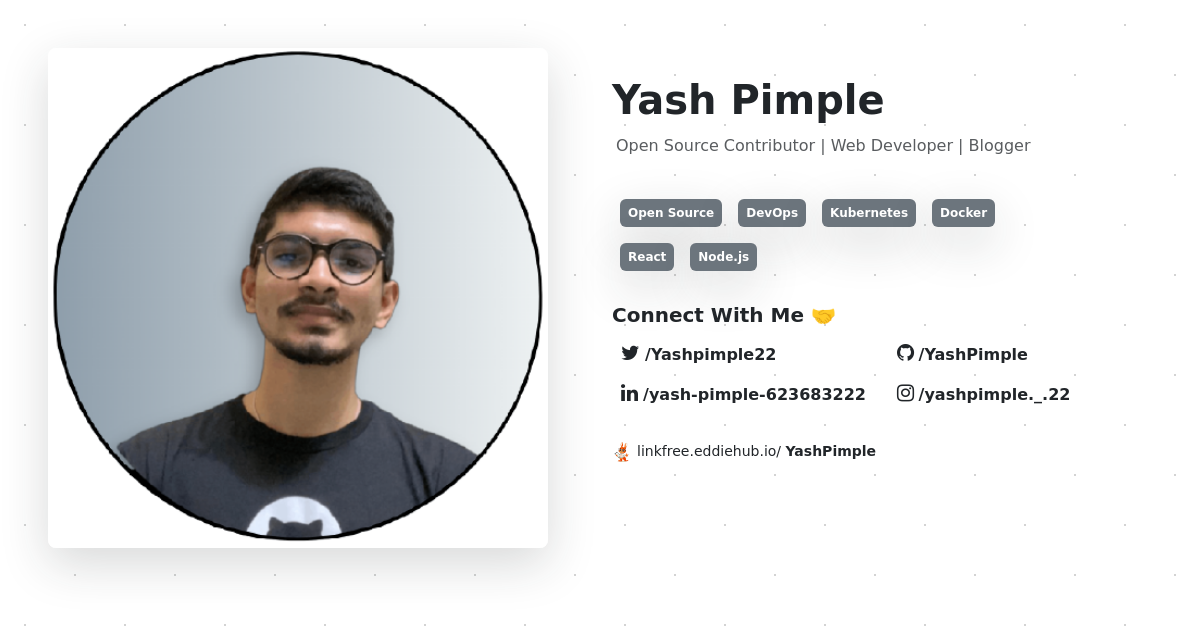 Yash Pimple
Open Source Contributor | Web Developer | Blogger
Open Source DevOps Kubernetes Docker
React Node.js
Connect With Me 🤝
/Yashpimple22 /YashPimple
/yash-pimple-623683222 /yashpimple._.22
linkfree.eddiehub.io/ YashPimple